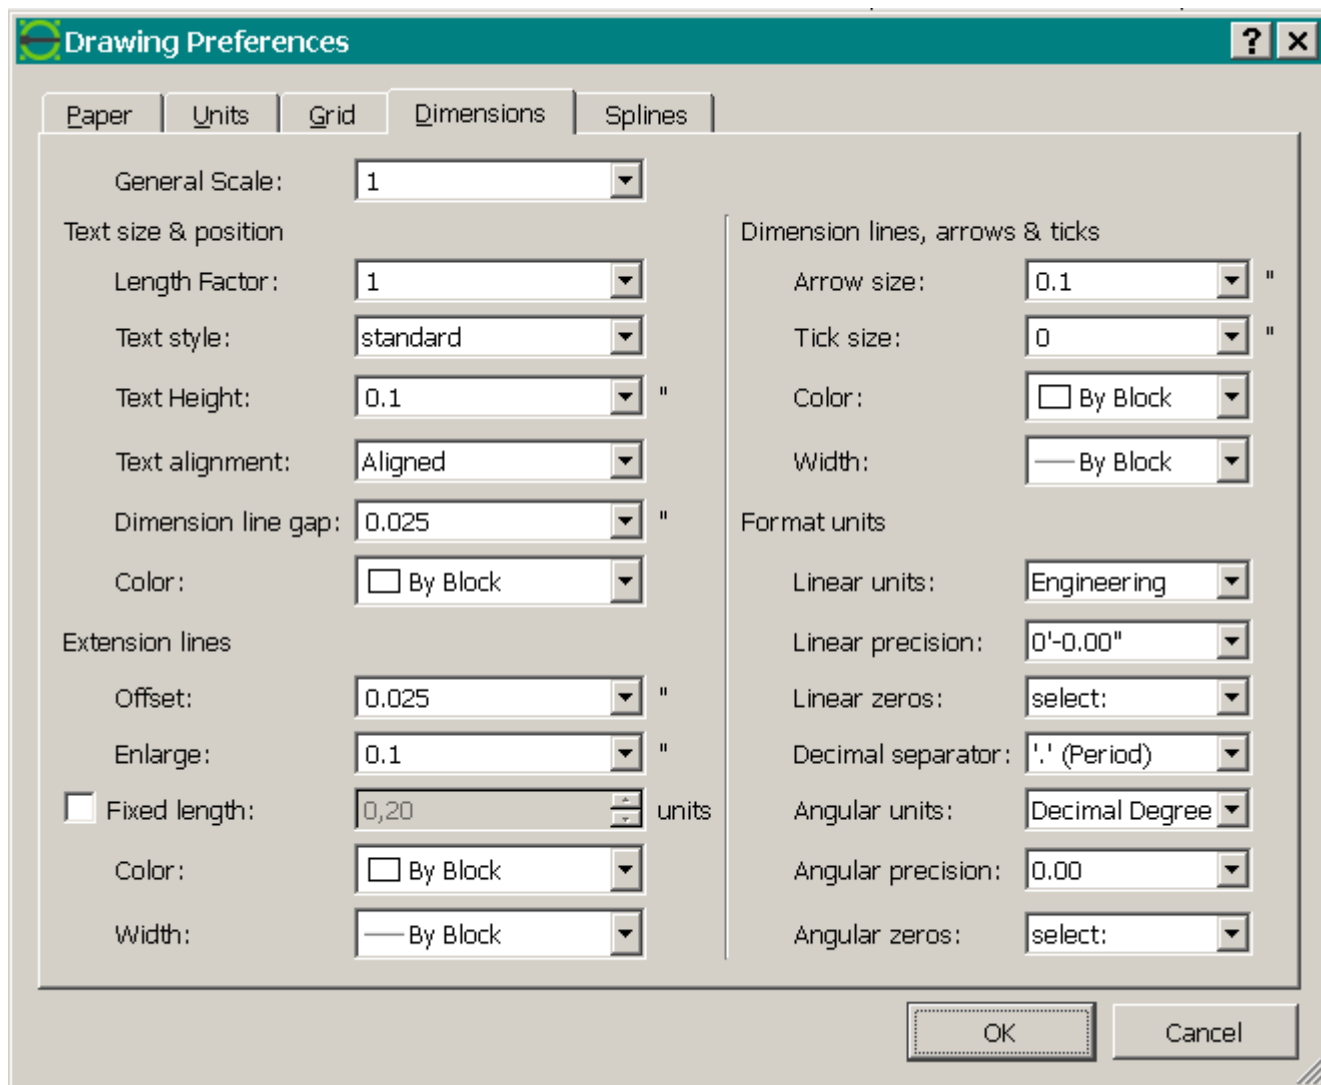 Drawing Preferences
Paper Units Grid Dimensions Splines
General Scale: 1
Text size & position
Length Factor: 1
Text style: standard
Text Height: 0.1 "
Text alignment: Aligned
Dimension line gap: 0.025 "
Color: By Block
Extension lines
Offset: 0.025 "
Enlarge: 0.1 "
Fixed length: 0,20 units
Color: By Block
Width: By Block
Dimension lines, arrows & ticks
Arrow size: 0.1 "
Tick size: 0 "
Color: By Block
Width: By Block
Format units
Linear units: Engineering
Linear precision: 0'-0.00"
Linear zeros: select:
Decimal separator: '.' (Period)
Angular units: Decimal Degree
Angular precision: 0.00
Angular zeros: select:
OK Cancel